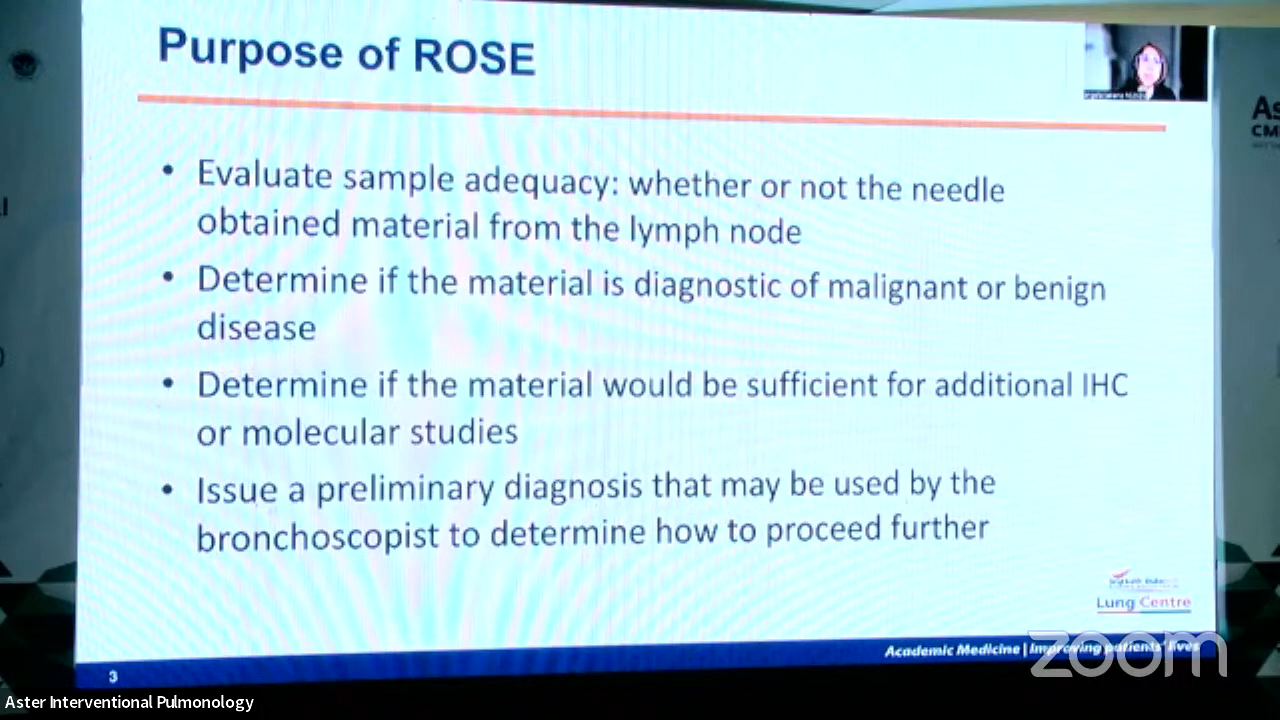 Purpose of ROSE
As
CM
• Evaluate sample adequacy: whether or not the needle
obtained material from the lymph node
• Determine if the material is diagnostic of malignant or benign
disease
• Determine if the material would be sufficient for additional IHC
or molecular studies
• Issue a preliminary diagnosis that may be used by the
bronchoscopist to determine how to proceed further
Lung Centre
Academic Medicine | Improving patients' lives
zoom
3
Aster Interventional Pulmonology